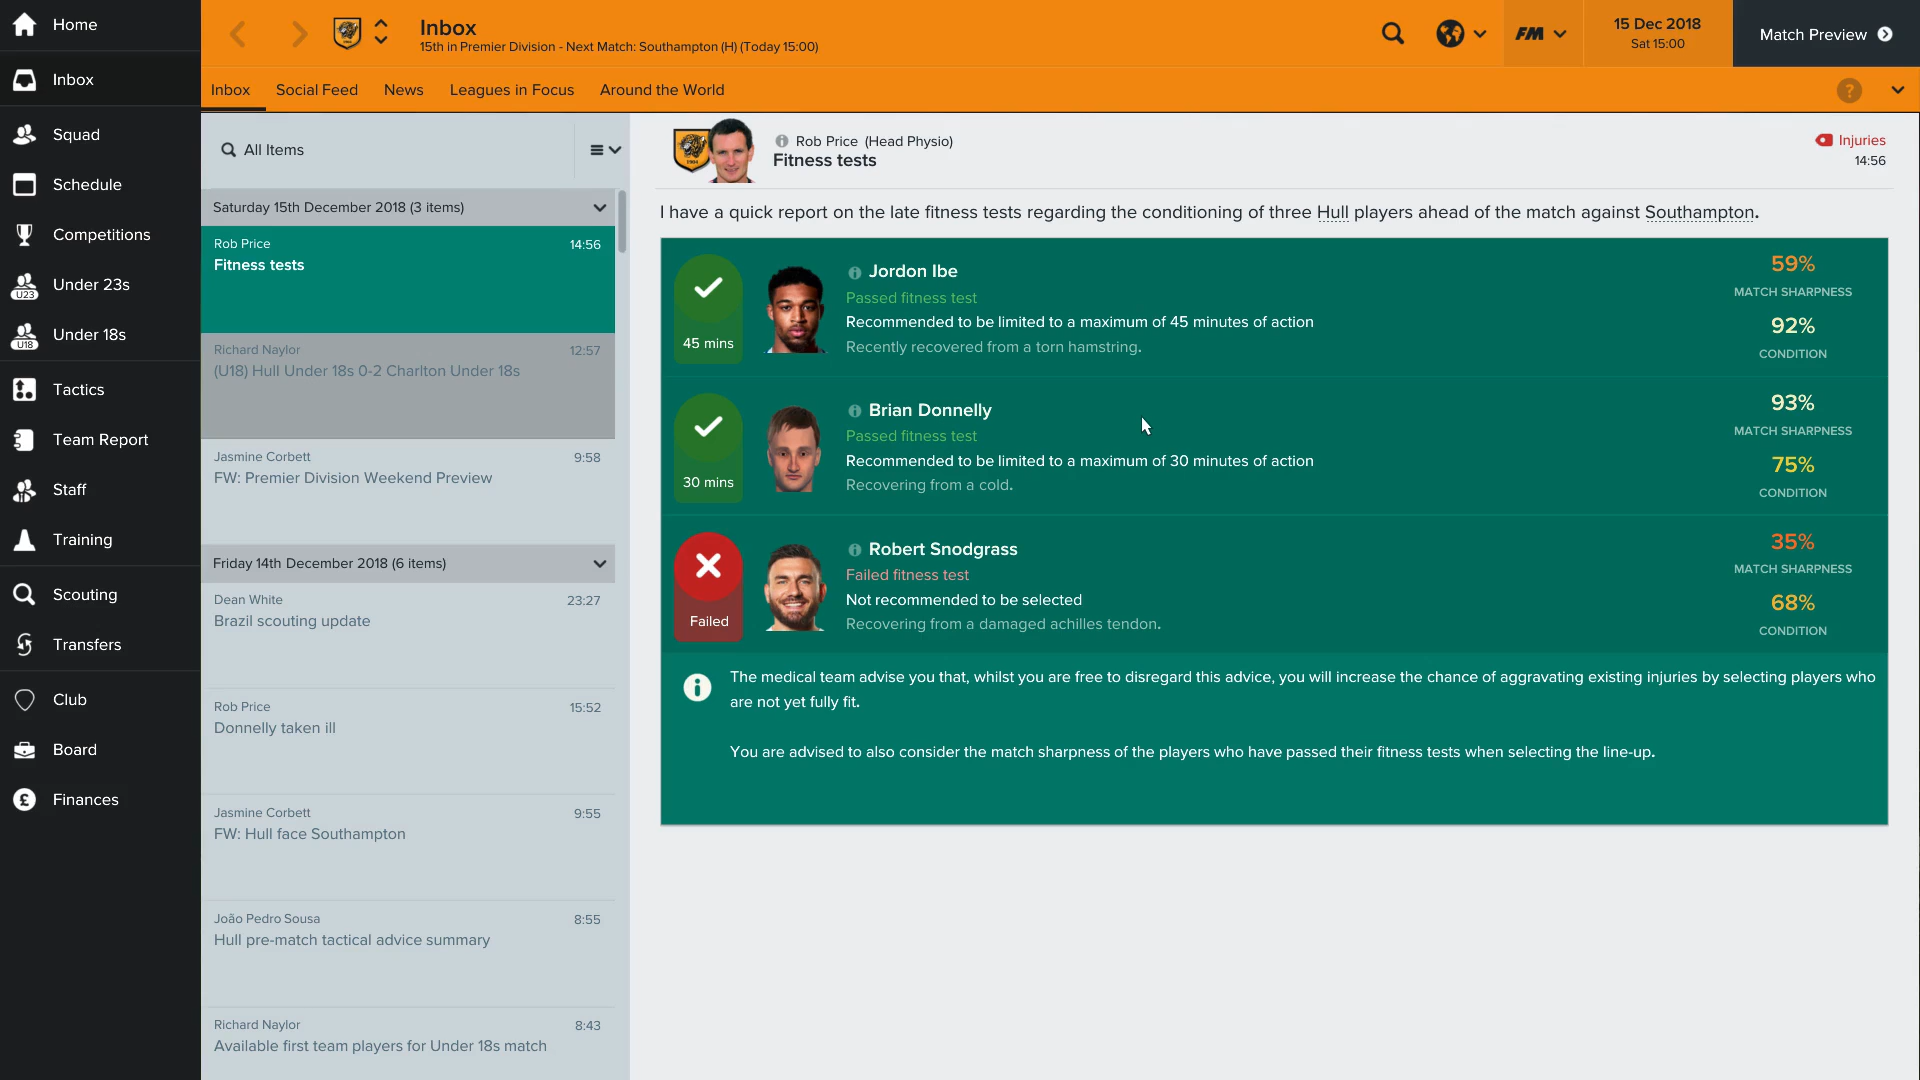 Home
Inbox
Squad
Schedule
Competitions
U23
Under 23s
U18
Under 18s
Tactics
Team Report
Staff
Training
Scouting
Transfers
Club
Board
£
Finances
1904
Inbox
15th in Premier Division - Next Match: Southampton (H) (Today 15:00)
FM
15 Dec 2018
Sat 15:00
Match Preview
Inbox
Social Feed
News
Leagues in Focus
Around the World
?
All Items
Saturday 15th December 2018 (3 items)
Rob Price
14:56
Fitness tests
Richard Naylor
12:57
(U18) Hull Under 18s 0-2 Charlton Under 18s
Jasmine Corbett
9:58
FW: Premier Division Weekend Preview
Friday 14th December 2018 (6 items)
Dean White
23:27
Brazil scouting update
Rob Price
15:52
Donnelly taken ill
Jasmine Corbett
9:55
FW: Hull face Southampton
João Pedro Sousa
8:55
Hull pre-match tactical advice summary
Richard Naylor
8:43
Available first team players for Under 18s match
1904
Rob Price (Head Physio)
Fitness tests
Injuries
14:56
I have a quick report on the late fitness tests regarding the conditioning of three Hull players ahead of the match against Southampton.
45 mins
Jordon Ibe
Passed fitness test
Recommended to be limited to a maximum of 45 minutes of action
Recently recovered from a torn hamstring.
59%
MATCH SHARPNESS
92%
CONDITION
30 mins
Brian Donnelly
Passed fitness test
Recommended to be limited to a maximum of 30 minutes of action
Recovering from a cold.
93%
MATCH SHARPNESS
75%
CONDITION
Failed
Robert Snodgrass
Failed fitness test
Not recommended to be selected
Recovering from a damaged achilles tendon.
35%
MATCH SHARPNESS
68%
CONDITION
The medical team advise you that, whilst you are free to disregard this advice, you will increase the chance of aggravating existing injuries by selecting players who
are not yet fully fit.
You are advised to also consider the match sharpness of the players who have passed their fitness tests when selecting the line-up.